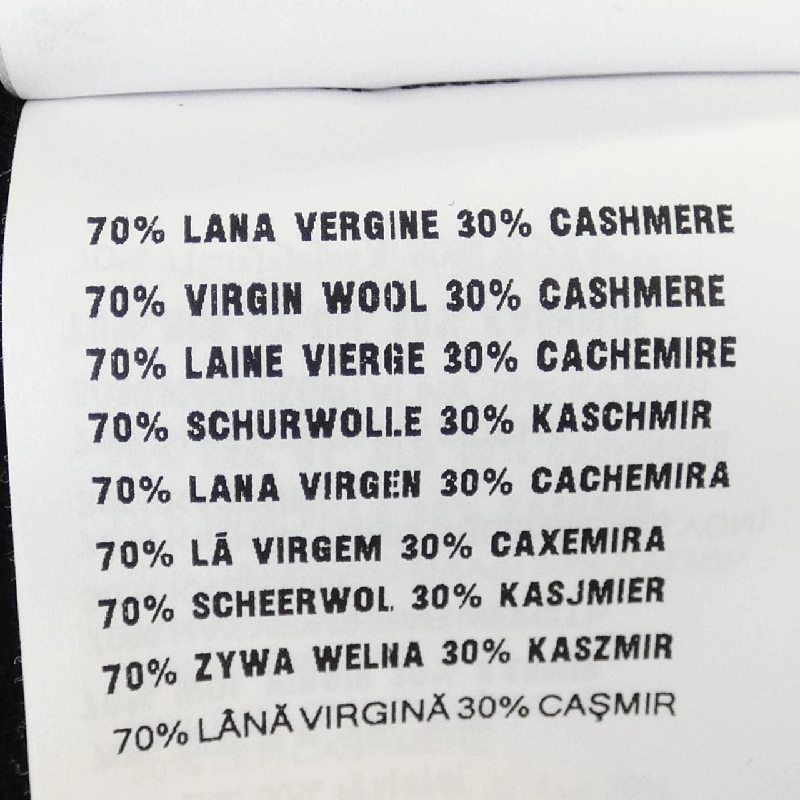 70% LANA VERGINE 30% CASHMERE
70% VIRGIN WOOL 30% CASHMERE
70% LAINE VIERGE 30% CACHEMIRE
70% SCHURWOLLE 30% KASCHMIR
70% LANA VIRGEN 30% CACHEMIRA
70% LÃ VIRGEM 30% CAXEMIRA
70% SCHEERWOL 30% KASJMIER
70% ZYWA WELNA 30% KASZMIR
70% LÂNĂ VIRGINĂ 30% CAŞMIR